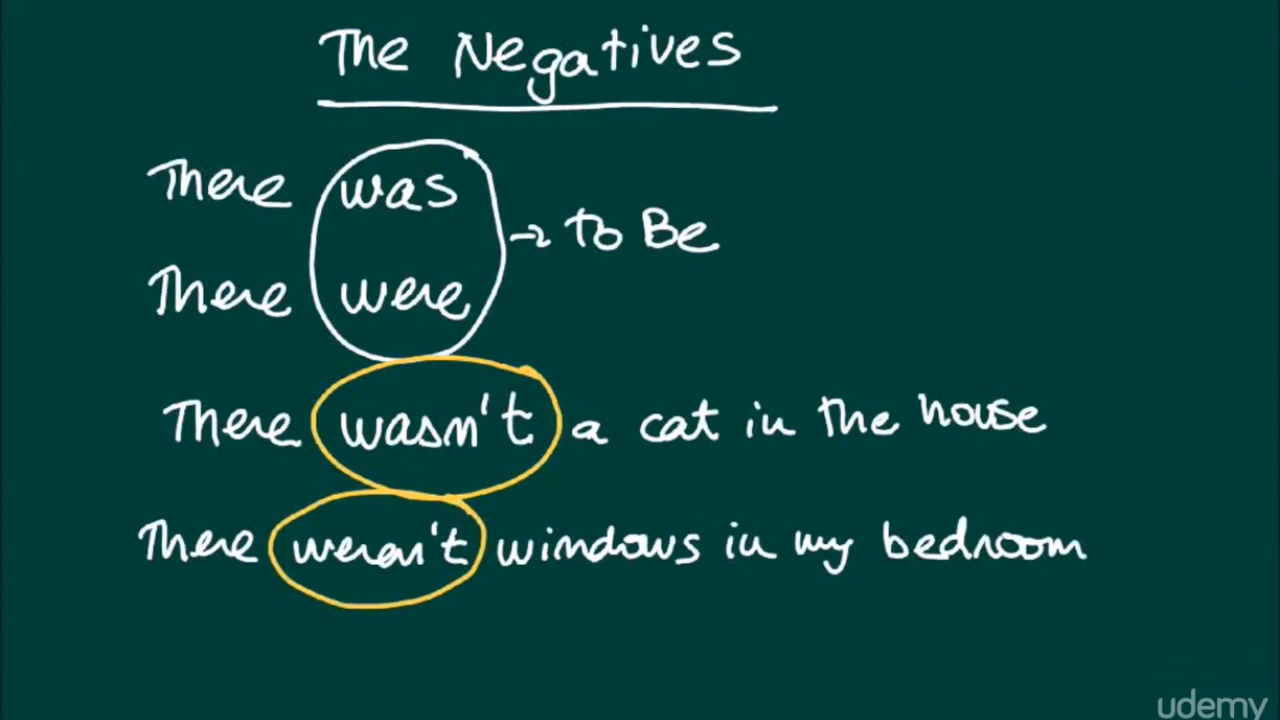 The Negatives
There was
→ To Be
There were
There wasn't a cat in the house
There weren't windows in my bedroom
udemy